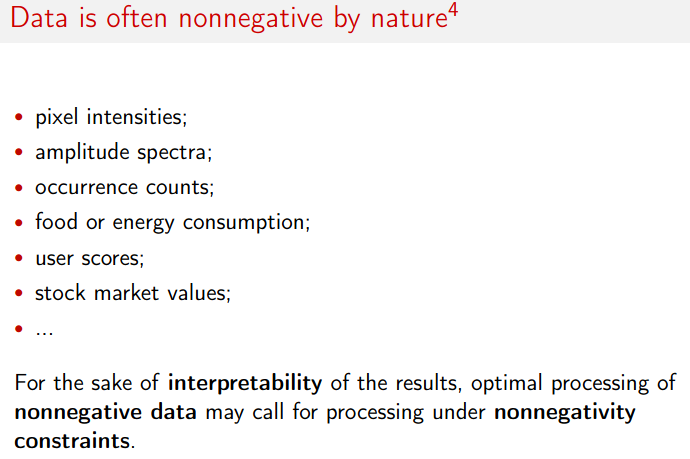 Data is often nonnegative by nature⁴
• pixel intensities;
• amplitude spectra;
• occurrence counts;
• food or energy consumption;
• user scores;
• stock market values;
• ...
For the sake of interpretability of the results, optimal processing of
nonnegative data may call for processing under nonnegativity
constraints.